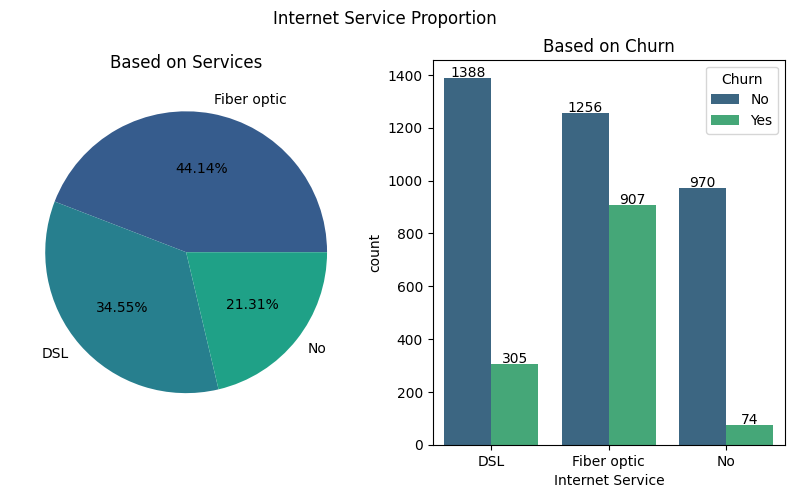 Internet Service Proportion
Based on Services
Fiber optic
44.14%
34.55%
21.31%
DSL
No
Based on Churn
Churn
No
Yes
1400
1200
1000
800
600
400
200
0
count
1388
305
1256
907
970
74
DSL
Fiber optic
No
Internet Service